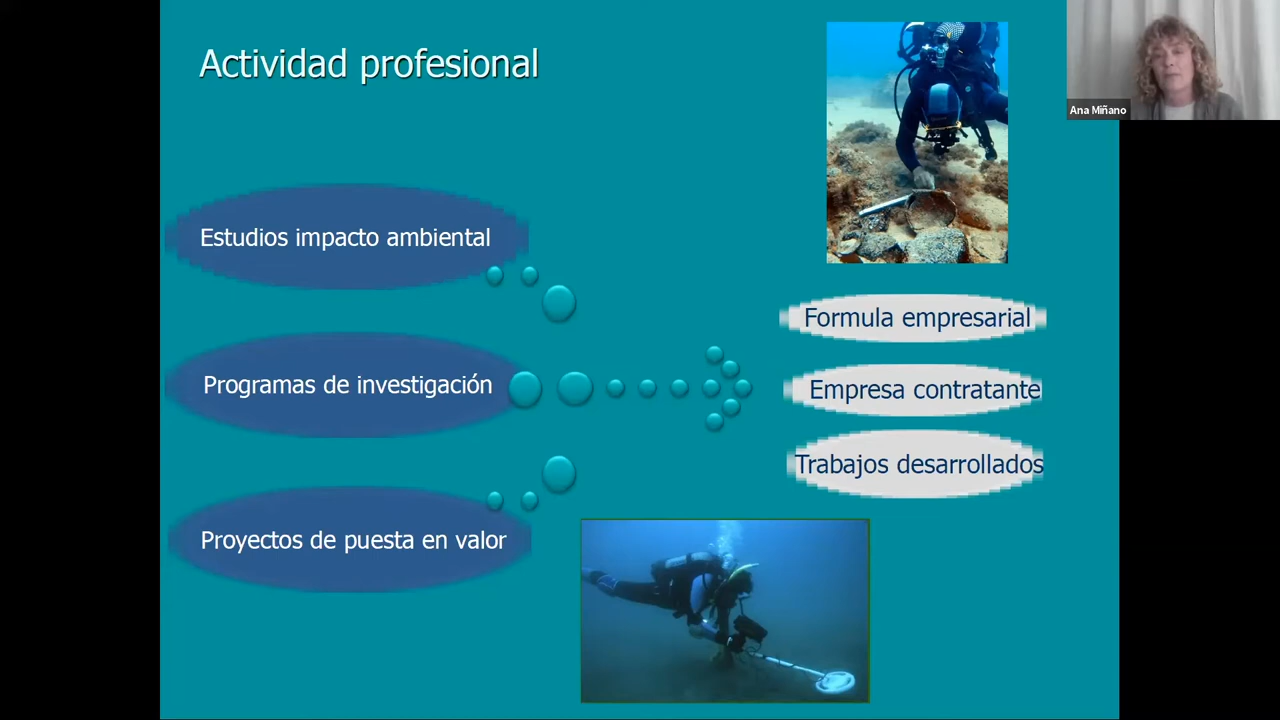 Actividad profesional
Ana Miñano
Estudios impacto ambiental
Formula empresarial
Programas de investigación
Empresa contratante
Trabajos desarrollados
Proyectos de puesta en valor